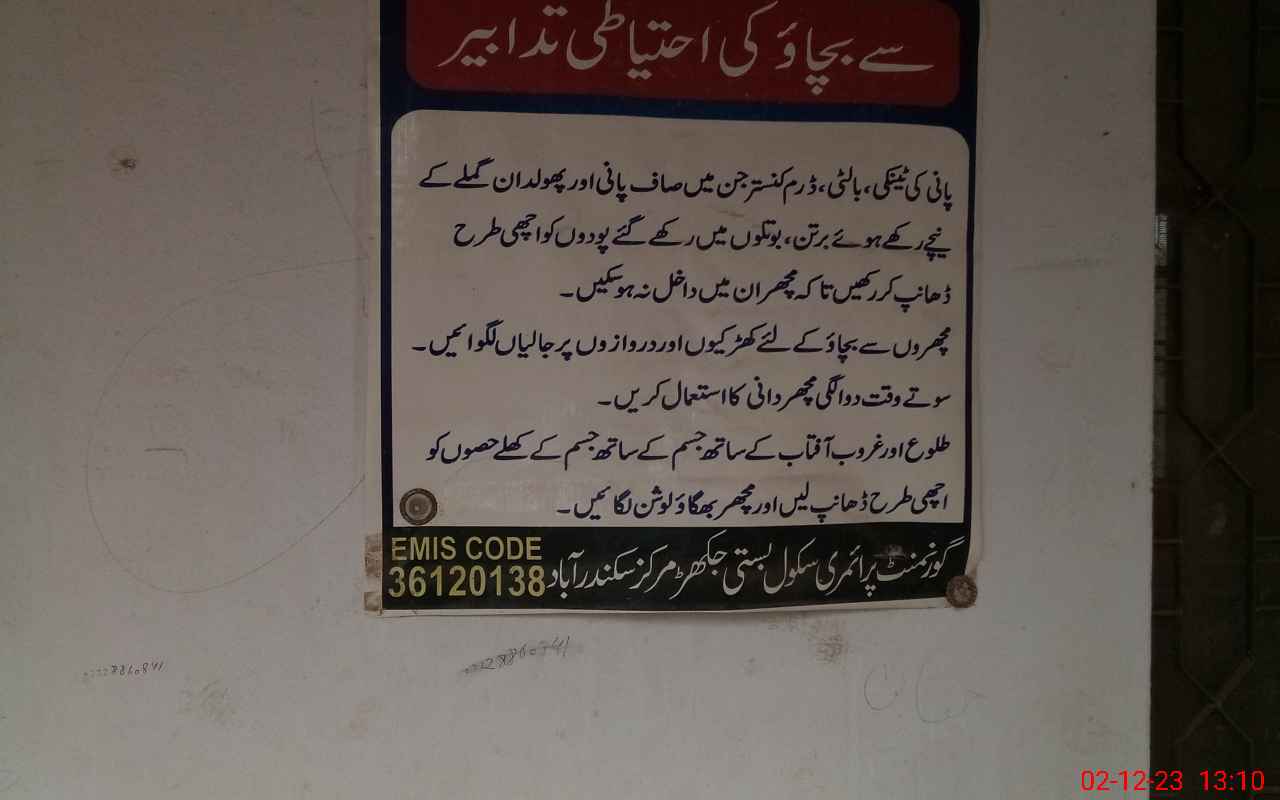 سے بچاؤ کی احتیاطی تدابیر
پانی کی ٹینکی، بالٹی، ڈرم کنستر جن میں صاف پانی اور پھولدان گملے کے
نیچے رکھے ہوئے برتن، بوتلوں میں رکھے گئے پودوں کو اچھی طرح
ڈھانپ کر رکھیں تاکہ مچھر ان میں داخل نہ ہو سکیں۔
مچھروں سے بچاؤ کے لئے کھڑکیوں اور دروازوں پر جالیاں لگوائیں۔
سوتے وقت دوا لگی مچھر دانی کا استعمال کریں۔
طلوع اور غروب آفتاب کے ساتھ جسم کے ساتھ جسم کے کھلے حصوں کو
اچھی طرح ڈھانپ لیں اور مچھر بھگاؤ لوشن لگائیں۔
گورنمنٹ پرائمری سکول بستی جکھڑ مرکز سکندر آباد
EMIS CODE
36120138
02-12-23 13:10